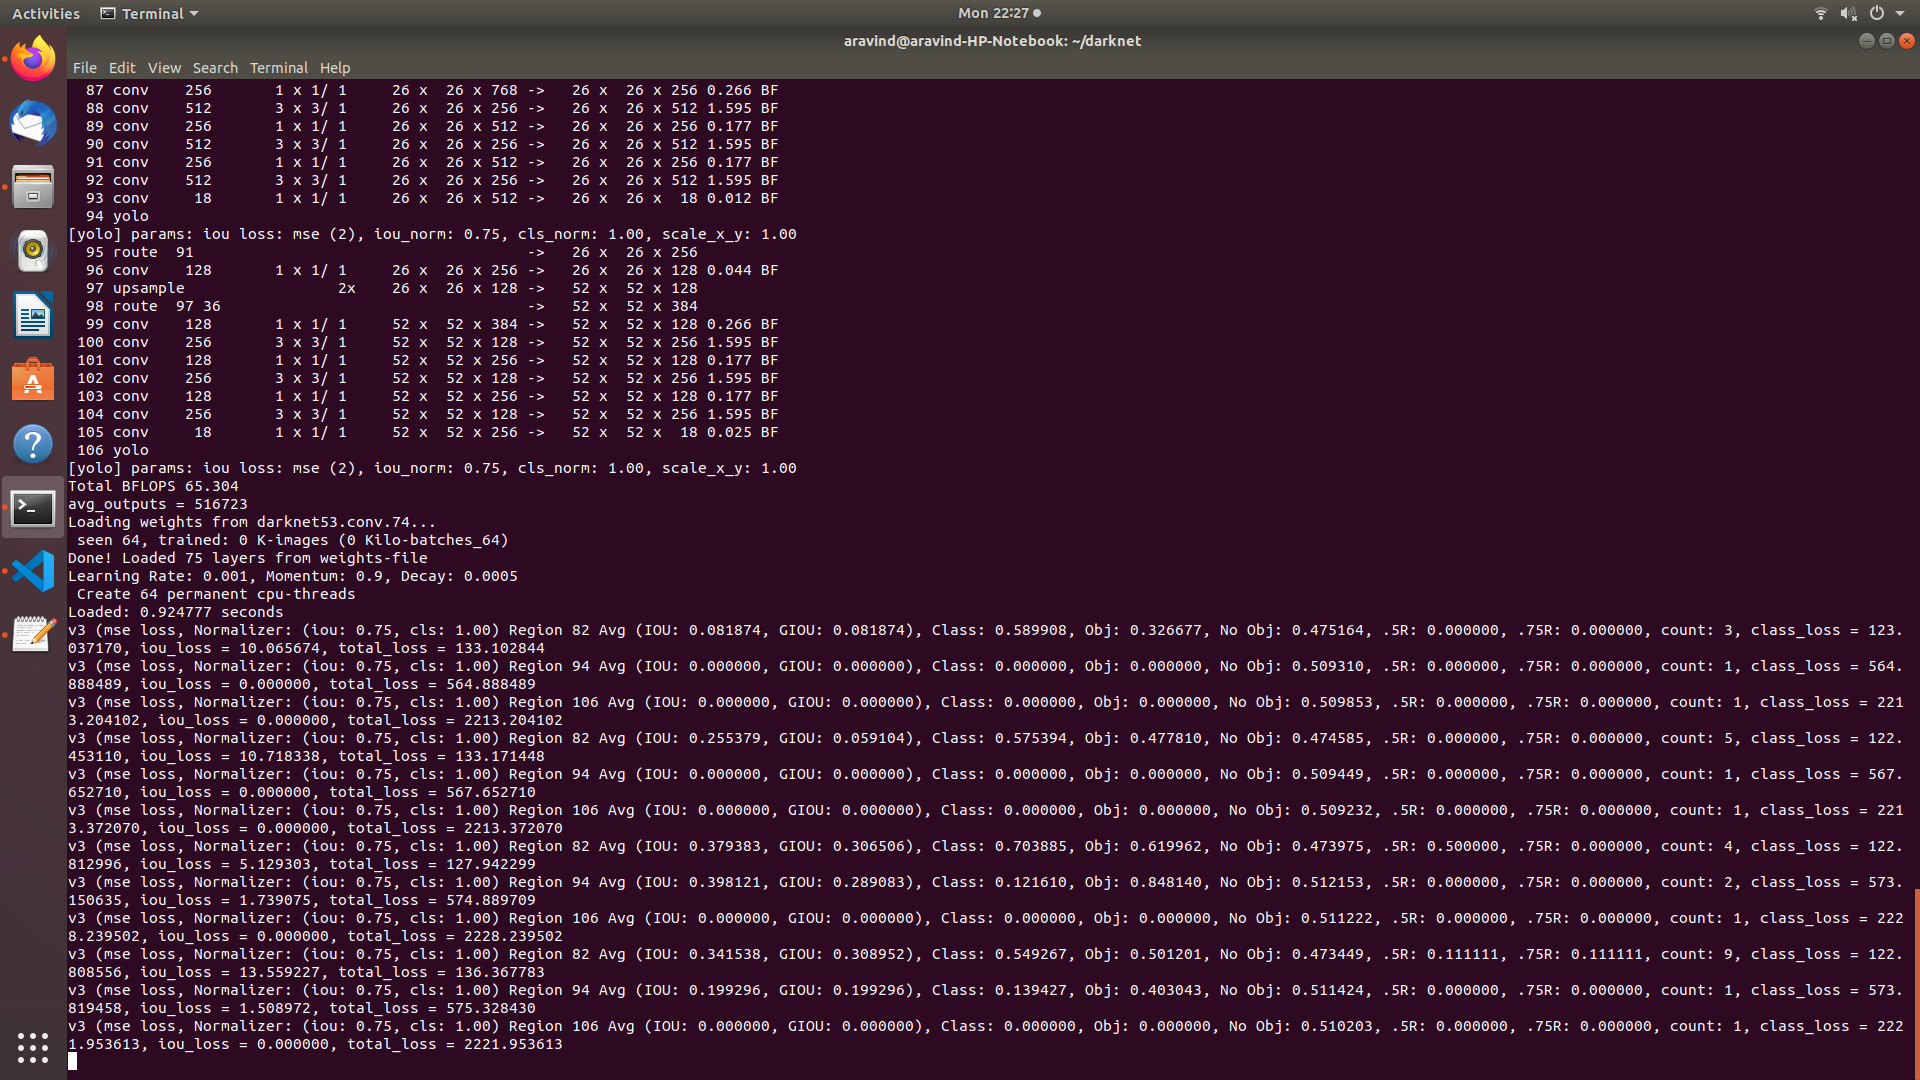 Activities Terminal Mon 22:27
aravind@aravind-HP-Notebook: ~/darknet
File Edit View Search Terminal Help
87 conv 256 1 x 1/ 1 26 x 26 x 768 -> 26 x 26 x 256 0.266 BF
88 conv 512 3 x 3/ 1 26 x 26 x 256 -> 26 x 26 x 512 1.595 BF
89 conv 256 1 x 1/ 1 26 x 26 x 512 -> 26 x 26 x 256 0.177 BF
90 conv 512 3 x 3/ 1 26 x 26 x 256 -> 26 x 26 x 512 1.595 BF
91 conv 256 1 x 1/ 1 26 x 26 x 512 -> 26 x 26 x 256 0.177 BF
92 conv 512 3 x 3/ 1 26 x 26 x 256 -> 26 x 26 x 512 1.595 BF
93 conv 18 1 x 1/ 1 26 x 26 x 512 -> 26 x 26 x 18 0.012 BF
94 yolo
[yolo] params: iou loss: mse (2), iou_norm: 0.75, cls_norm: 1.00, scale_x_y: 1.00
95 route 91 -> 26 x 26 x 256
96 conv 128 1 x 1/ 1 26 x 26 x 256 -> 26 x 26 x 128 0.044 BF
97 upsample 2x 26 x 26 x 128 -> 52 x 52 x 128
98 route 97 36 -> 52 x 52 x 384
99 conv 128 1 x 1/ 1 52 x 52 x 384 -> 52 x 52 x 128 0.266 BF
100 conv 256 3 x 3/ 1 52 x 52 x 128 -> 52 x 52 x 256 1.595 BF
101 conv 128 1 x 1/ 1 52 x 52 x 256 -> 52 x 52 x 128 0.177 BF
102 conv 256 3 x 3/ 1 52 x 52 x 128 -> 52 x 52 x 256 1.595 BF
103 conv 128 1 x 1/ 1 52 x 52 x 256 -> 52 x 52 x 128 0.177 BF
104 conv 256 3 x 3/ 1 52 x 52 x 128 -> 52 x 52 x 256 1.595 BF
105 conv 18 1 x 1/ 1 52 x 52 x 256 -> 52 x 52 x 18 0.025 BF
106 yolo
[yolo] params: iou loss: mse (2), iou_norm: 0.75, cls_norm: 1.00, scale_x_y: 1.00
Total BFLOPS 65.304
avg_outputs = 516723
Loading weights from darknet53.conv.74...
seen 64, trained: 0 K-images (0 Kilo-batches_64)
Done! Loaded 75 layers from weights-file
Learning Rate: 0.001, Momentum: 0.9, Decay: 0.0005
Create 64 permanent cpu-threads
Loaded: 0.924777 seconds
v3 (mse loss, Normalizer: (iou: 0.75, cls: 1.00) Region 82 Avg (IOU: 0.081874, GIOU: 0.081874), Class: 0.589908, Obj: 0.326677, No Obj: 0.475164, .5R: 0.000000, .75R: 0.000000, count: 3, class_loss = 123.
037170, iou_loss = 10.065674, total_loss = 133.102844
v3 (mse loss, Normalizer: (iou: 0.75, cls: 1.00) Region 94 Avg (IOU: 0.000000, GIOU: 0.000000), Class: 0.000000, Obj: 0.000000, No Obj: 0.509310, .5R: 0.000000, .75R: 0.000000, count: 1, class_loss = 564.
888489, iou_loss = 0.000000, total_loss = 564.888489
v3 (mse loss, Normalizer: (iou: 0.75, cls: 1.00) Region 106 Avg (IOU: 0.000000, GIOU: 0.000000), Class: 0.000000, Obj: 0.000000, No Obj: 0.509853, .5R: 0.000000, .75R: 0.000000, count: 1, class_loss = 221
3.204102, iou_loss = 0.000000, total_loss = 2213.204102
v3 (mse loss, Normalizer: (iou: 0.75, cls: 1.00) Region 82 Avg (IOU: 0.255379, GIOU: 0.059104), Class: 0.575394, Obj: 0.477810, No Obj: 0.474585, .5R: 0.000000, .75R: 0.000000, count: 5, class_loss = 122.
453110, iou_loss = 10.718338, total_loss = 133.171448
v3 (mse loss, Normalizer: (iou: 0.75, cls: 1.00) Region 94 Avg (IOU: 0.000000, GIOU: 0.000000), Class: 0.000000, Obj: 0.000000, No Obj: 0.509449, .5R: 0.000000, .75R: 0.000000, count: 1, class_loss = 567.
652710, iou_loss = 0.000000, total_loss = 567.652710
v3 (mse loss, Normalizer: (iou: 0.75, cls: 1.00) Region 106 Avg (IOU: 0.000000, GIOU: 0.000000), Class: 0.000000, Obj: 0.000000, No Obj: 0.509232, .5R: 0.000000, .75R: 0.000000, count: 1, class_loss = 221
3.372070, iou_loss = 0.000000, total_loss = 2213.372070
v3 (mse loss, Normalizer: (iou: 0.75, cls: 1.00) Region 82 Avg (IOU: 0.379383, GIOU: 0.306506), Class: 0.703885, Obj: 0.619962, No Obj: 0.473975, .5R: 0.500000, .75R: 0.000000, count: 4, class_loss = 122.
812996, iou_loss = 5.129303, total_loss = 127.942299
v3 (mse loss, Normalizer: (iou: 0.75, cls: 1.00) Region 94 Avg (IOU: 0.398121, GIOU: 0.289083), Class: 0.121610, Obj: 0.848140, No Obj: 0.512153, .5R: 0.000000, .75R: 0.000000, count: 2, class_loss = 573.
150635, iou_loss = 1.739075, total_loss = 574.889709
v3 (mse loss, Normalizer: (iou: 0.75, cls: 1.00) Region 106 Avg (IOU: 0.000000, GIOU: 0.000000), Class: 0.000000, Obj: 0.000000, No Obj: 0.511222, .5R: 0.000000, .75R: 0.000000, count: 1, class_loss = 222
8.239502, iou_loss = 0.000000, total_loss = 2228.239502
v3 (mse loss, Normalizer: (iou: 0.75, cls: 1.00) Region 82 Avg (IOU: 0.341538, GIOU: 0.308952), Class: 0.549267, Obj: 0.501201, No Obj: 0.473449, .5R: 0.111111, .75R: 0.111111, count: 9, class_loss = 122.
808556, iou_loss = 13.559227, total_loss = 136.367783
v3 (mse loss, Normalizer: (iou: 0.75, cls: 1.00) Region 94 Avg (IOU: 0.199296, GIOU: 0.199296), Class: 0.139427, Obj: 0.403043, No Obj: 0.511424, .5R: 0.000000, .75R: 0.000000, count: 1, class_loss = 573.
819458, iou_loss = 1.508972, total_loss = 575.328430
v3 (mse loss, Normalizer: (iou: 0.75, cls: 1.00) Region 106 Avg (IOU: 0.000000, GIOU: 0.000000), Class: 0.000000, Obj: 0.000000, No Obj: 0.510203, .5R: 0.000000, .75R: 0.000000, count: 1, class_loss = 222
1.953613, iou_loss = 0.000000, total_loss = 2221.953613